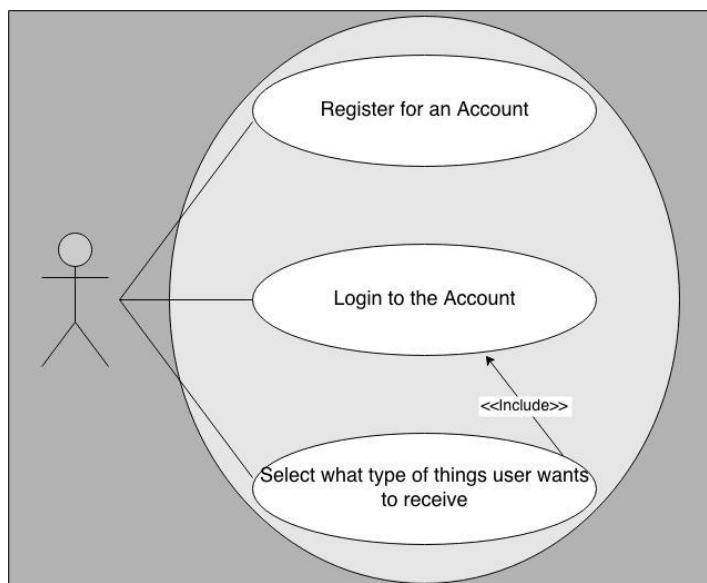 Register for an Account
Login to the Account
<<Include>>
Select what type of things user wants
to receive